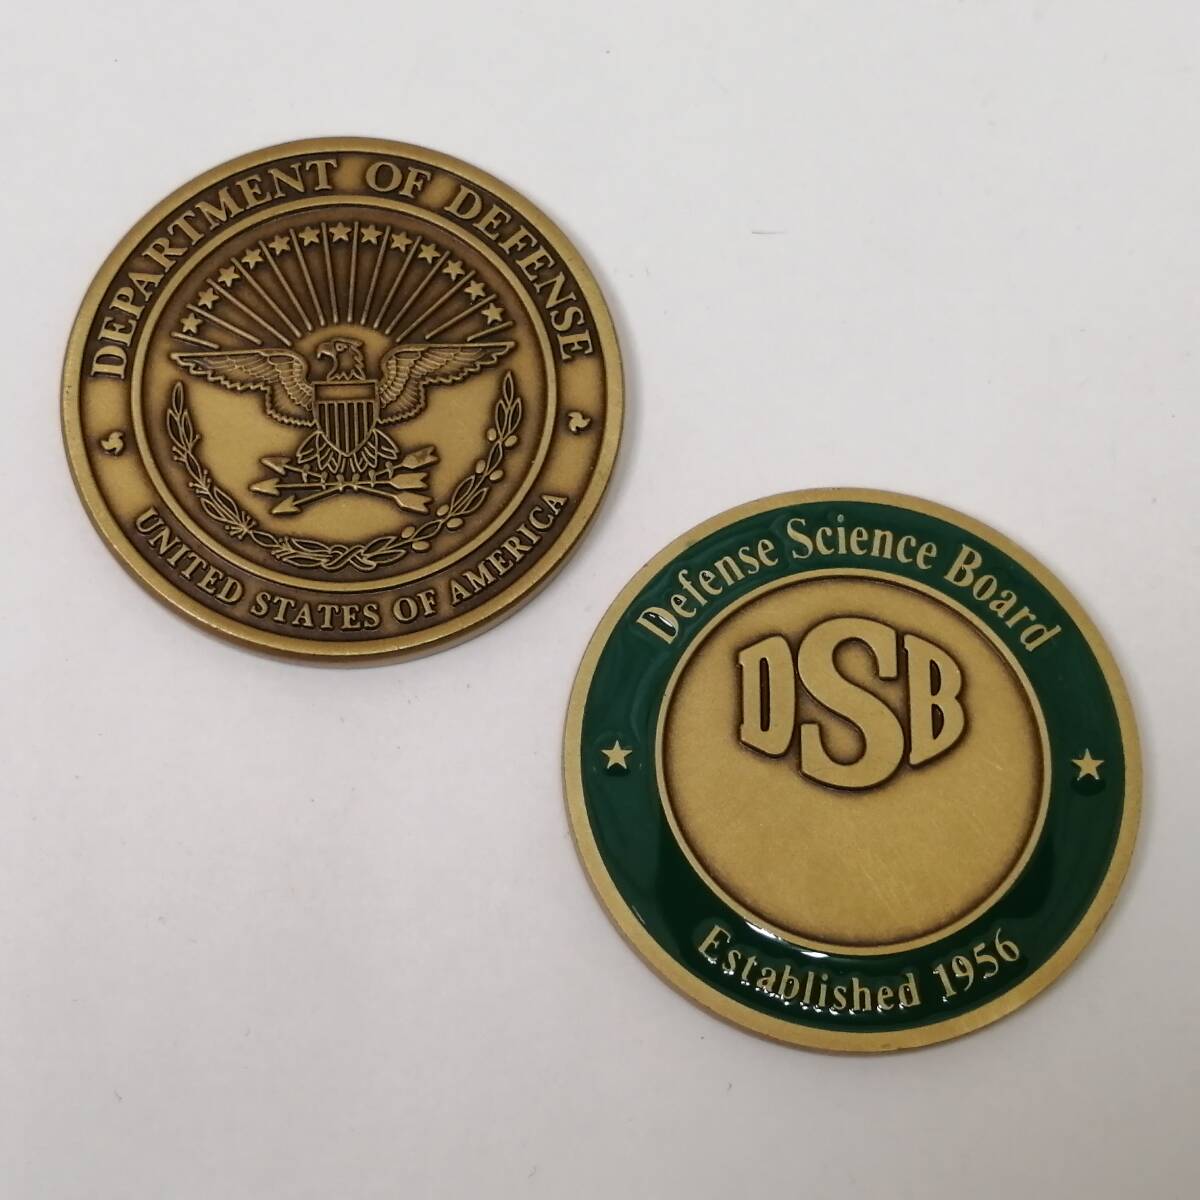 DEPARTMENT OF DEFENSE
UNITED STATES OF AMERICA
Defense Science Board
DSB
Established 1956